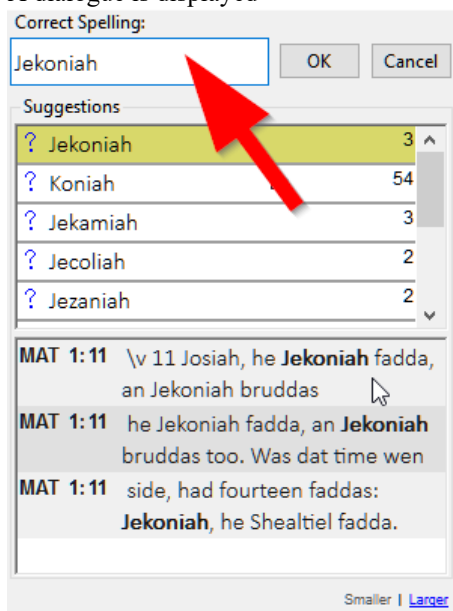 Correct Spelling:
Jekoniah OK Cancel
Suggestions
? Jekoniah 3
? Koniah 54
? Jekamiah 3
? Jecoliah 2
? Jezaniah 2
MAT 1:11 \v 11 Josiah, he Jekoniah fadda,
an Jekoniah bruddas
MAT 1:11 he Jekoniah fadda, an Jekoniah
bruddas too. Was dat time wen
MAT 1:11 side, had fourteen faddas:
Jekoniah, he Shealtiel fadda.
Smaller | Larger